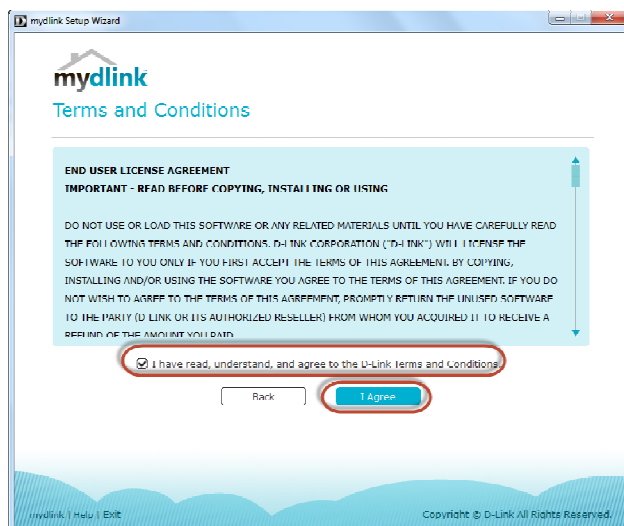 mydlink Setup Wizard
mydlink
Terms and Conditions
END USER LICENSE AGREEMENT
IMPORTANT - READ BEFORE COPYING, INSTALLING OR USING
DO NOT USE OR LOAD THIS SOFTWARE OR ANY RELATED MATERIALS UNTIL YOU HAVE CAREFULLY READ
THE FOLLOWING TERMS AND CONDITIONS. D-LINK CORPORATION ("D-LINK") WILL LICENSE THE
SOFTWARE TO YOU ONLY IF YOU FIRST ACCEPT THE TERMS OF THIS AGREEMENT. BY COPYING,
INSTALLING AND/OR USING THE SOFTWARE YOU AGREE TO THE TERMS OF THIS AGREEMENT. IF YOU DO
NOT WISH TO AGREE TO THE TERMS OF THIS AGREEMENT, PROMPTLY RETURN THE UNUSED SOFTWARE
TO THE PARTY (D-LINK OR ITS AUTHORIZED RESELLER) FROM WHOM YOU ACQUIRED IT TO RECEIVE A
REFUND OF THE AMOUNT YOU PAID.
I have read, understand, and agree to the D-Link Terms and Conditions.
Back
I Agree
mydlink | Help | Exit
Copyright © D-Link All Rights Reserved.